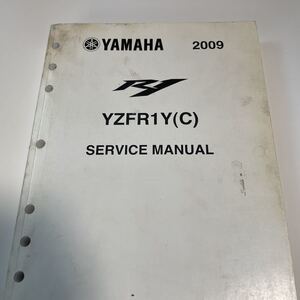 YAMAHA 2009
R1
YZFR1Y(C)
SERVICE MANUAL